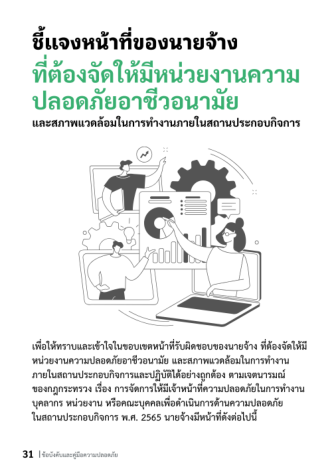 ชี้แจงหน้าที่ของนายจ้าง
ที่ต้องจัดให้มีหน่วยงานความ
ปลอดภัยอาชีวอนามัย
และสภาพแวดล้อมในการทำงานภายในสถานประกอบกิจการ
เพื่อให้ทราบและเข้าใจในขอบเขตหน้าที่รับผิดชอบของนายจ้าง ที่ต้องจัดให้มี
หน่วยงานความปลอดภัยอาชีวอนามัย และสภาพแวดล้อมในการทำงาน
ภายในสถานประกอบกิจการและปฏิบัติได้อย่างถูกต้อง ตามเจตนารมณ์
ของกฎกระทรวง เรื่อง การจัดการให้มีเจ้าหน้าที่ความปลอดภัยในการทำงาน
บุคลากร หน่วยงาน หรือคณะบุคคลเพื่อดำเนินการด้านความปลอดภัย
ในสถานประกอบกิจการ พ.ศ. 2565 นายจ้างมีหน้าที่ดังต่อไปนี้
31 | ข้อบังคับและคู่มือความปลอดภัย